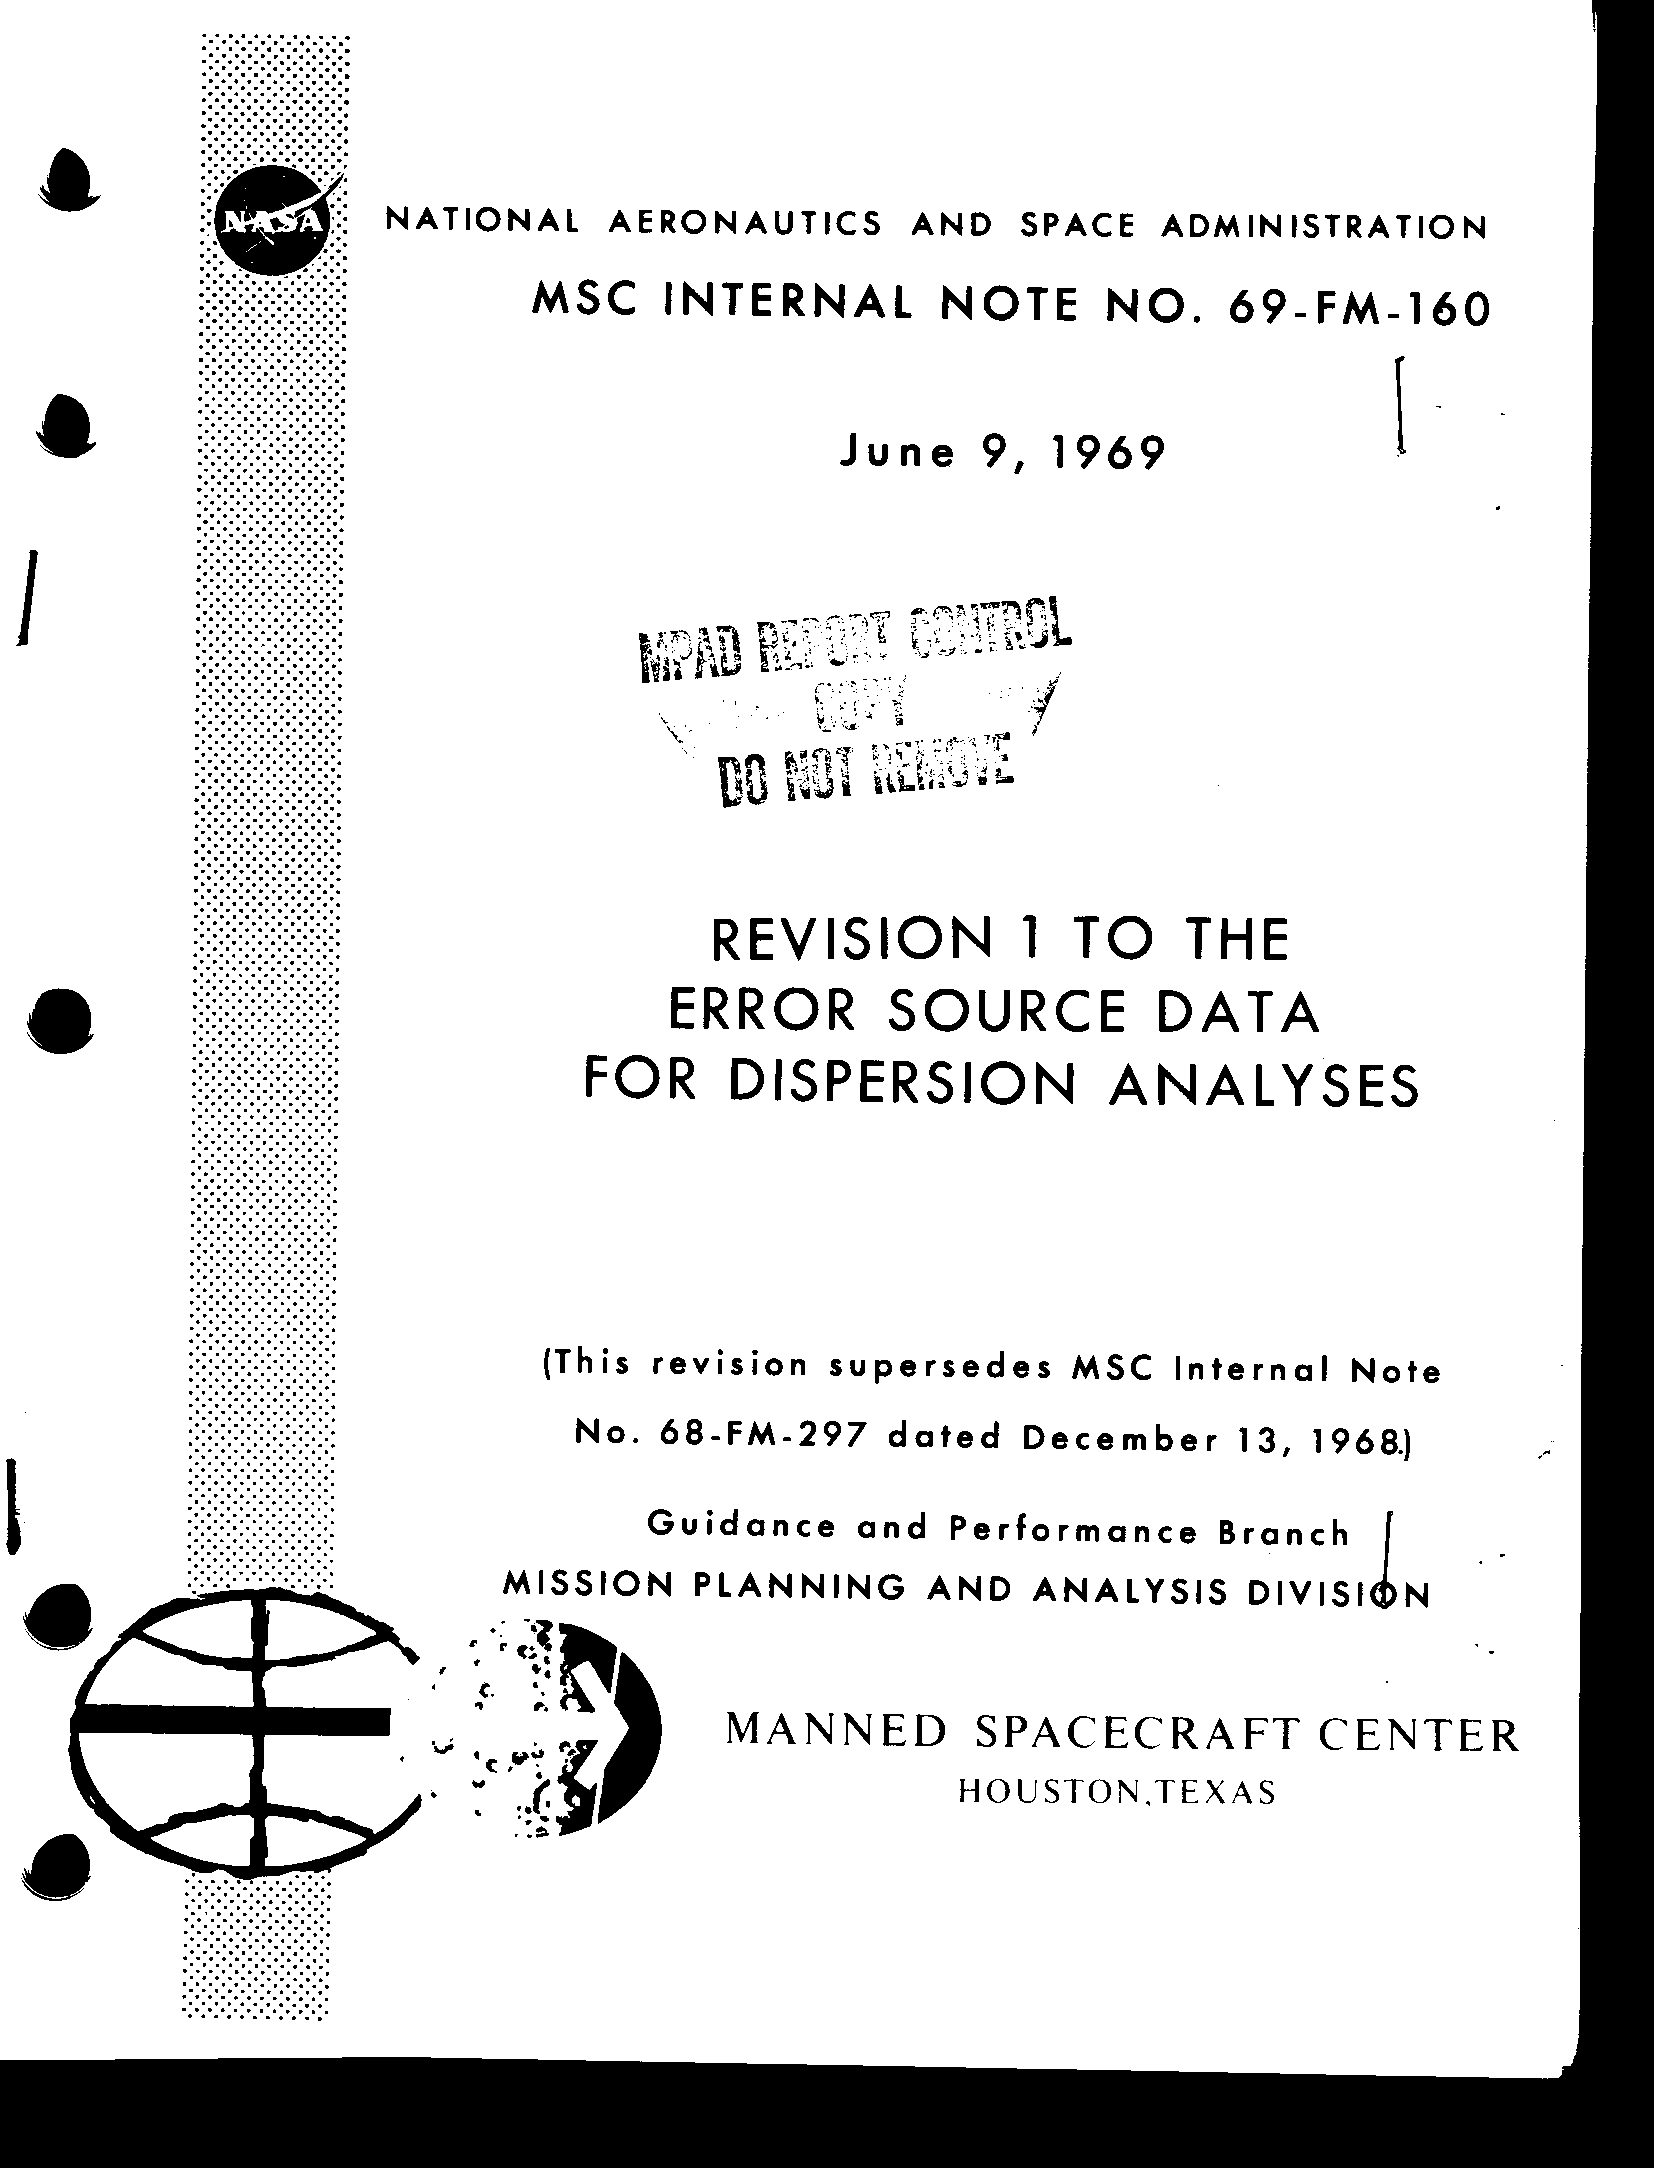 NASA
NATIONAL AERONAUTICS AND SPACE ADMINISTRATION
MSC INTERNAL NOTE NO. 69-FM-160
June 9, 1969
MPAD REPORT CONTROL
COPY
DO NOT REMOVE
REVISION 1 TO THE
ERROR SOURCE DATA
FOR DISPERSION ANALYSES
(This revision supersedes MSC Internal Note
No. 68-FM-297 dated December 13, 1968.)
Guidance and Performance Branch
MISSION PLANNING AND ANALYSIS DIVISION
MANNED SPACECRAFT CENTER
HOUSTON, TEXAS